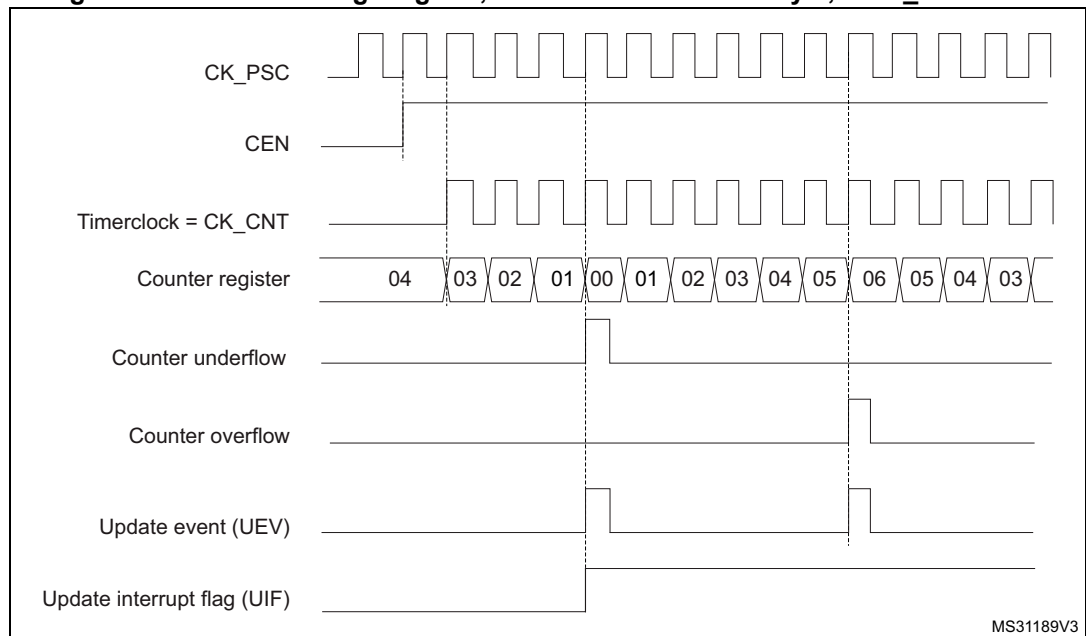 CK_PSC
CEN
Timerclock = CK_CNT
Counter register 04 03 02 01 00 01 02 03 04 05 06 05 04 03
Counter underflow
Counter overflow
Update event (UEV)
Update interrupt flag (UIF)
MS31189V3